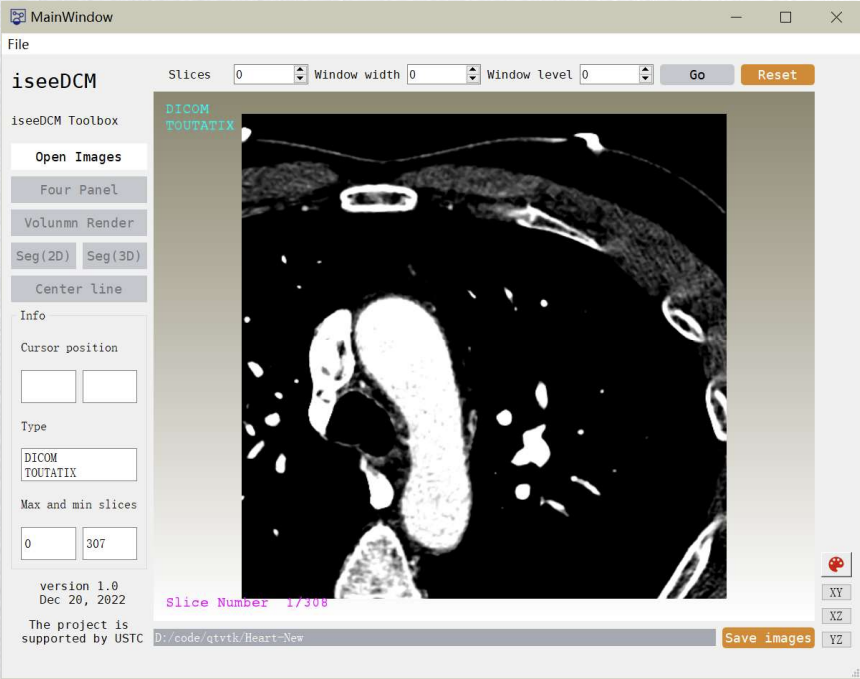 MainWindow
File
iseeDCM
iseeDCM Toolbox
Open Images
Four Panel
Volunmn Render
Seg(2D) Seg(3D)
Center line
Info
Cursor position
Type
DICOM
TOUTATIX
Max and min slices
0 307
version 1.0
Dec 20, 2022
The project is
supported by USTC
Slices 0 Window width 0 Window level 0 Go Reset
DICOM
TOUTATIX
Slice Number 1/308
D:/code/qtvtk/Heart-New Save images
XY
XZ
YZ